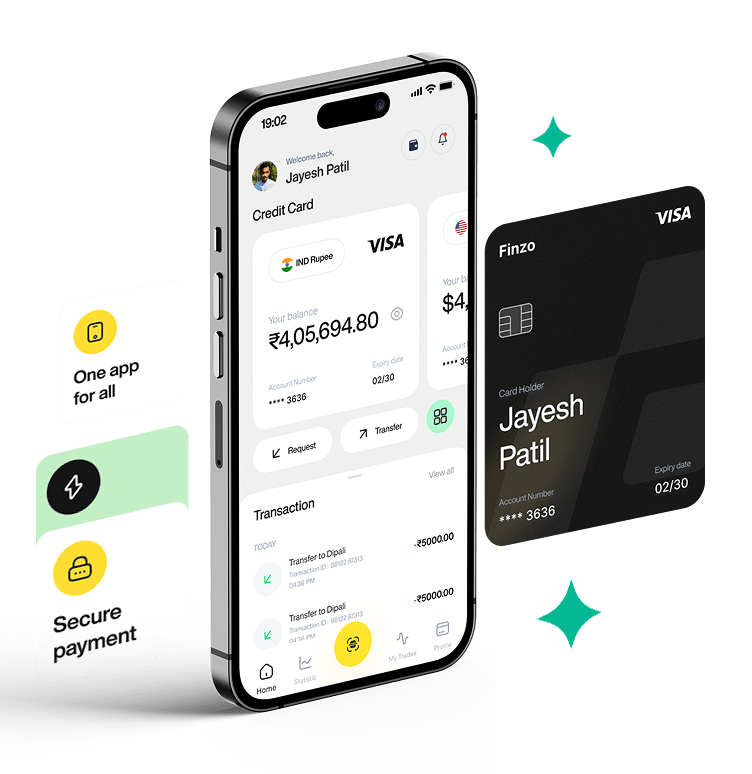 19:02
Welcome back,
Jayesh Patil
Credit Card
IND Rupee
VISA
Your balance
₹4,05,694.80
Account Number
Expiry date
**** 3636
02/30
Your b
$4,
Account
**** 36
Request
Transfer
Transaction
View all
TODAY
Transfer to Dipali
-₹5000.00
Transaction ID : 88122 87313
04:36 PM
Transfer to Dipali
-₹5000.00
Transaction ID : 88122 87313
04:36 PM
Home
Statistic
My Trades
Profile
One app
for all
Secure
payment
Finzo
VISA
Card Holder
Jayesh
Patil
Account Number
Expiry date
**** 3636
02/30